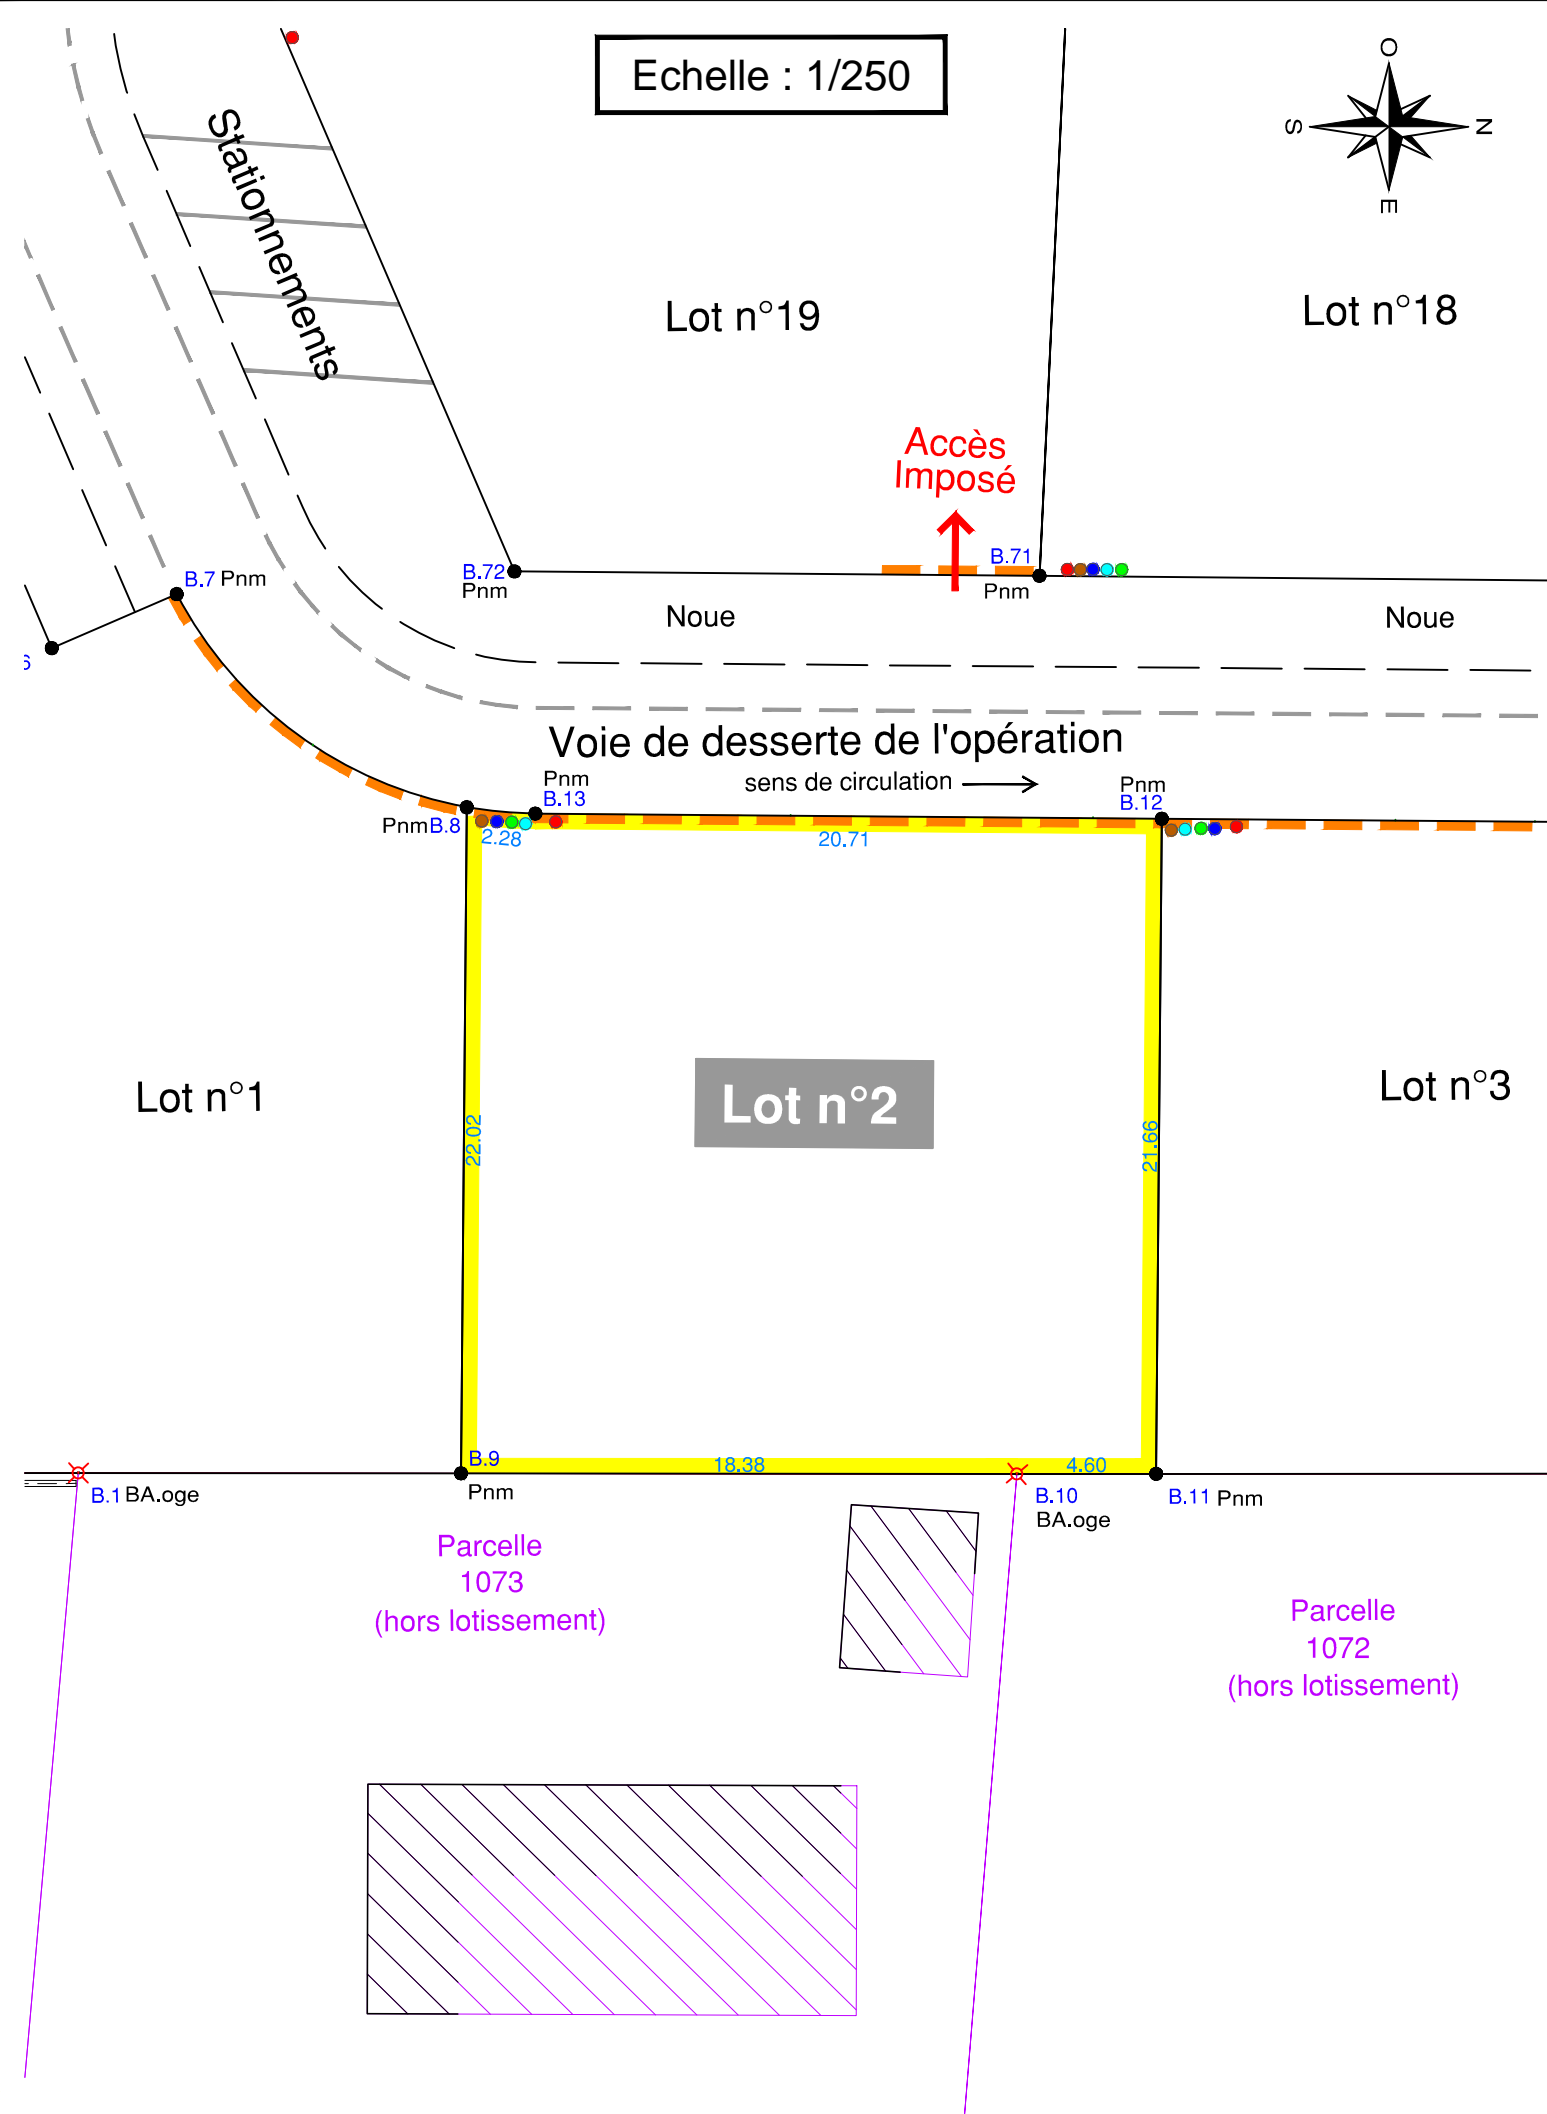 Echelle : 1/250
O
S
N
E
Stationnements
Lot n°19
Lot n°18
Accès
Imposé
B.71
Pnm
B.72
Pnm
B.7 Pnm
6
Noue
Noue
Voie de desserte de l'opération
sens de circulation
Pnm
B.13
Pnm
B.12
Pnm B.8
2.28
20.71
Lot n°1
22.02
Lot n°2
21.66
Lot n°3
B.9
Pnm
18.38
4.60
B.1 BA.oge
B.10
BA.oge
B.11 Pnm
Parcelle
1073
(hors lotissement)
Parcelle
1072
(hors lotissement)